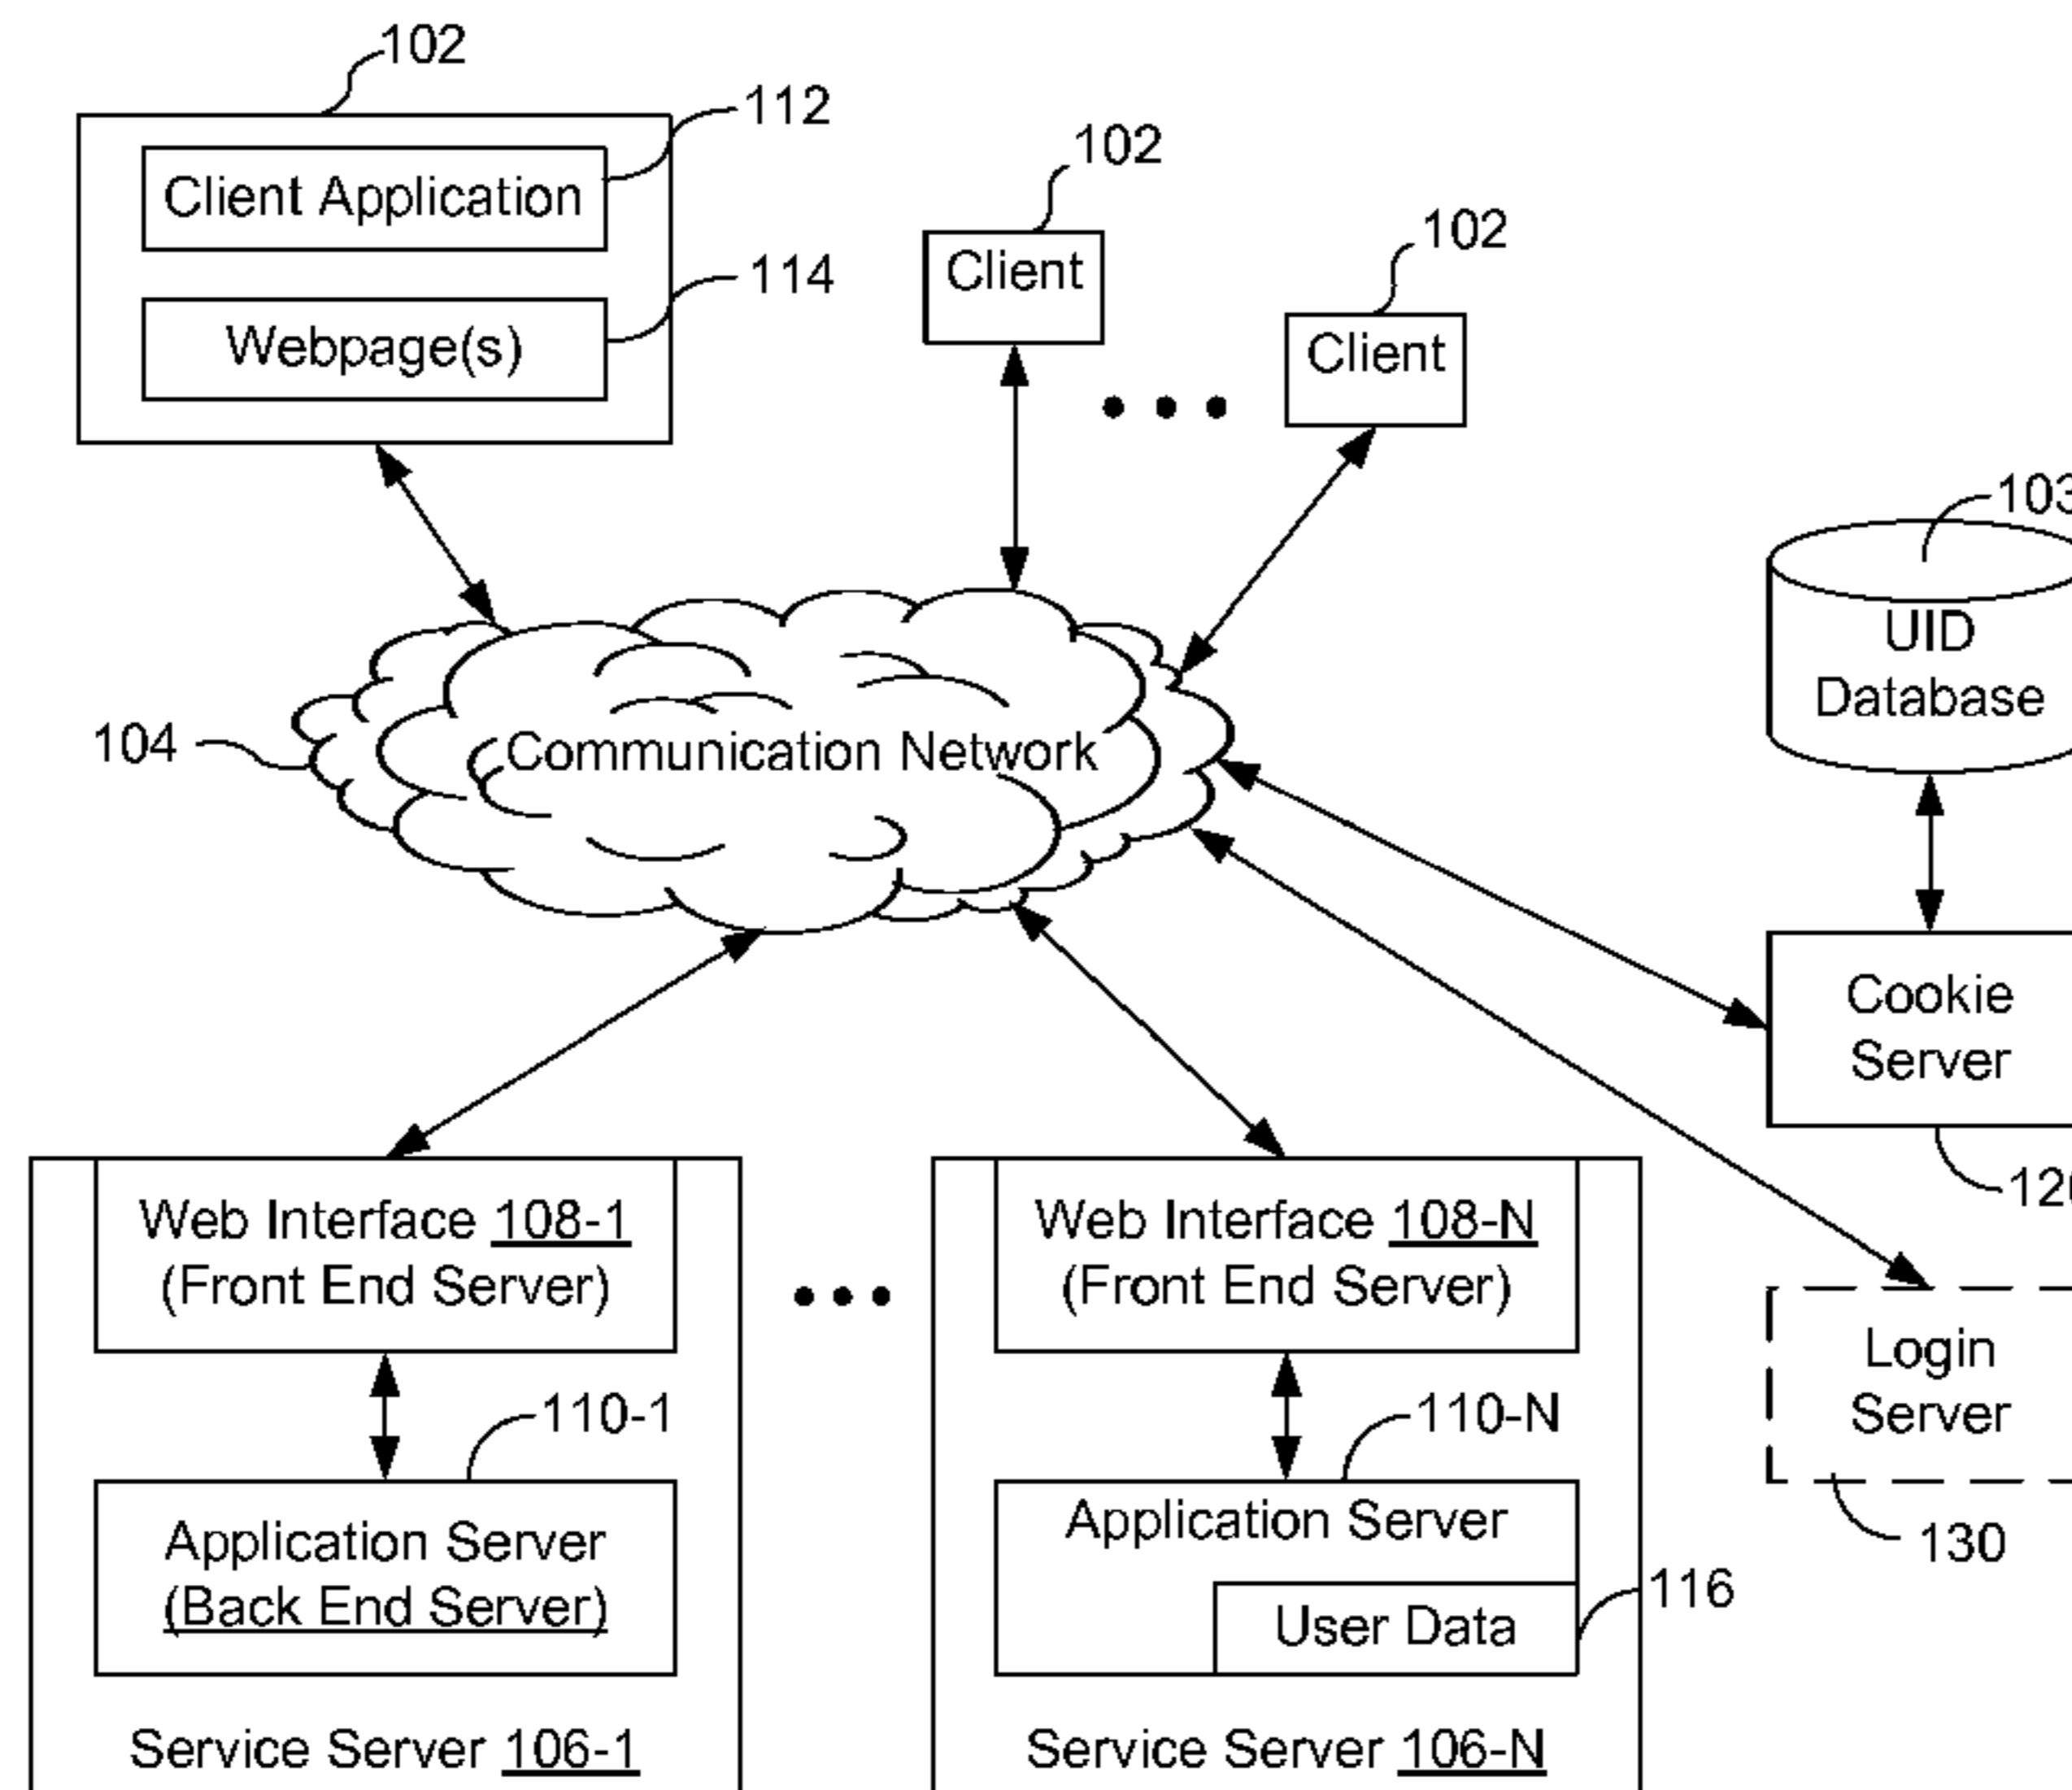 102
112
Client Application
102
114
Client
102
Webpage(s)
Client
103
UID
Database
104
Communication Network
Cookie
Server
Web Interface 108-1
(Front End Server)
Web Interface 108-N
(Front End Server)
Login
Server
110-1
110-N
130
Application Server
(Back End Server)
Application Server
User Data
116
Service Server 106-1
Service Server 106-N